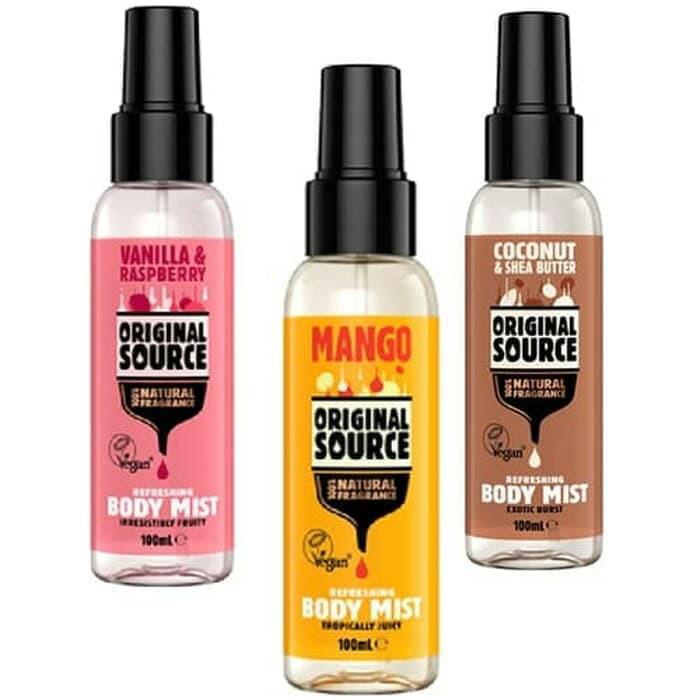 VANILLA &
RASPBERRY
ORIGINAL
SOURCE
100% NATURAL
FRAGRANCE
Vegan
REFRESHING
BODY MIST
IRRESISTIBLY FRUITY
100mL ℮
MANGO
ORIGINAL
SOURCE
100% NATURAL
FRAGRANCE
Vegan
REFRESHING
BODY MIST
TROPICALLY JUICY
100mL ℮
COCONUT
& SHEA BUTTER
ORIGINAL
SOURCE
100% NATURAL
FRAGRANCE
Vegan
REFRESHING
BODY MIST
EXOTIC BURST
100mL ℮